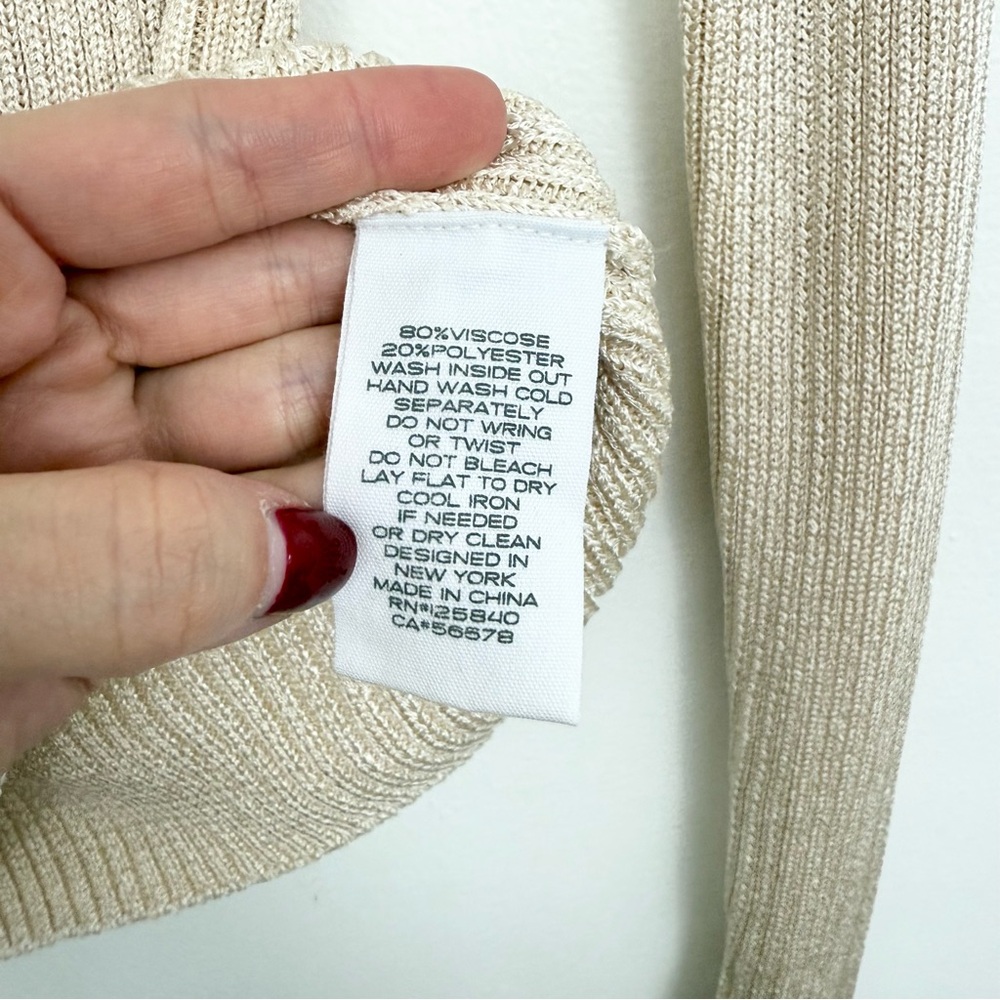 80%VISCOSE
20%POLYESTER
WASH INSIDE OUT
HAND WASH COLD
SEPARATELY
DO NOT WRING
OR TWIST
DO NOT BLEACH
LAY FLAT TO DRY
COOL IRON
IF NEEDED
OR DRY CLEAN
DESIGNED IN
NEW YORK
MADE IN CHINA
RN#125840
CA#56578